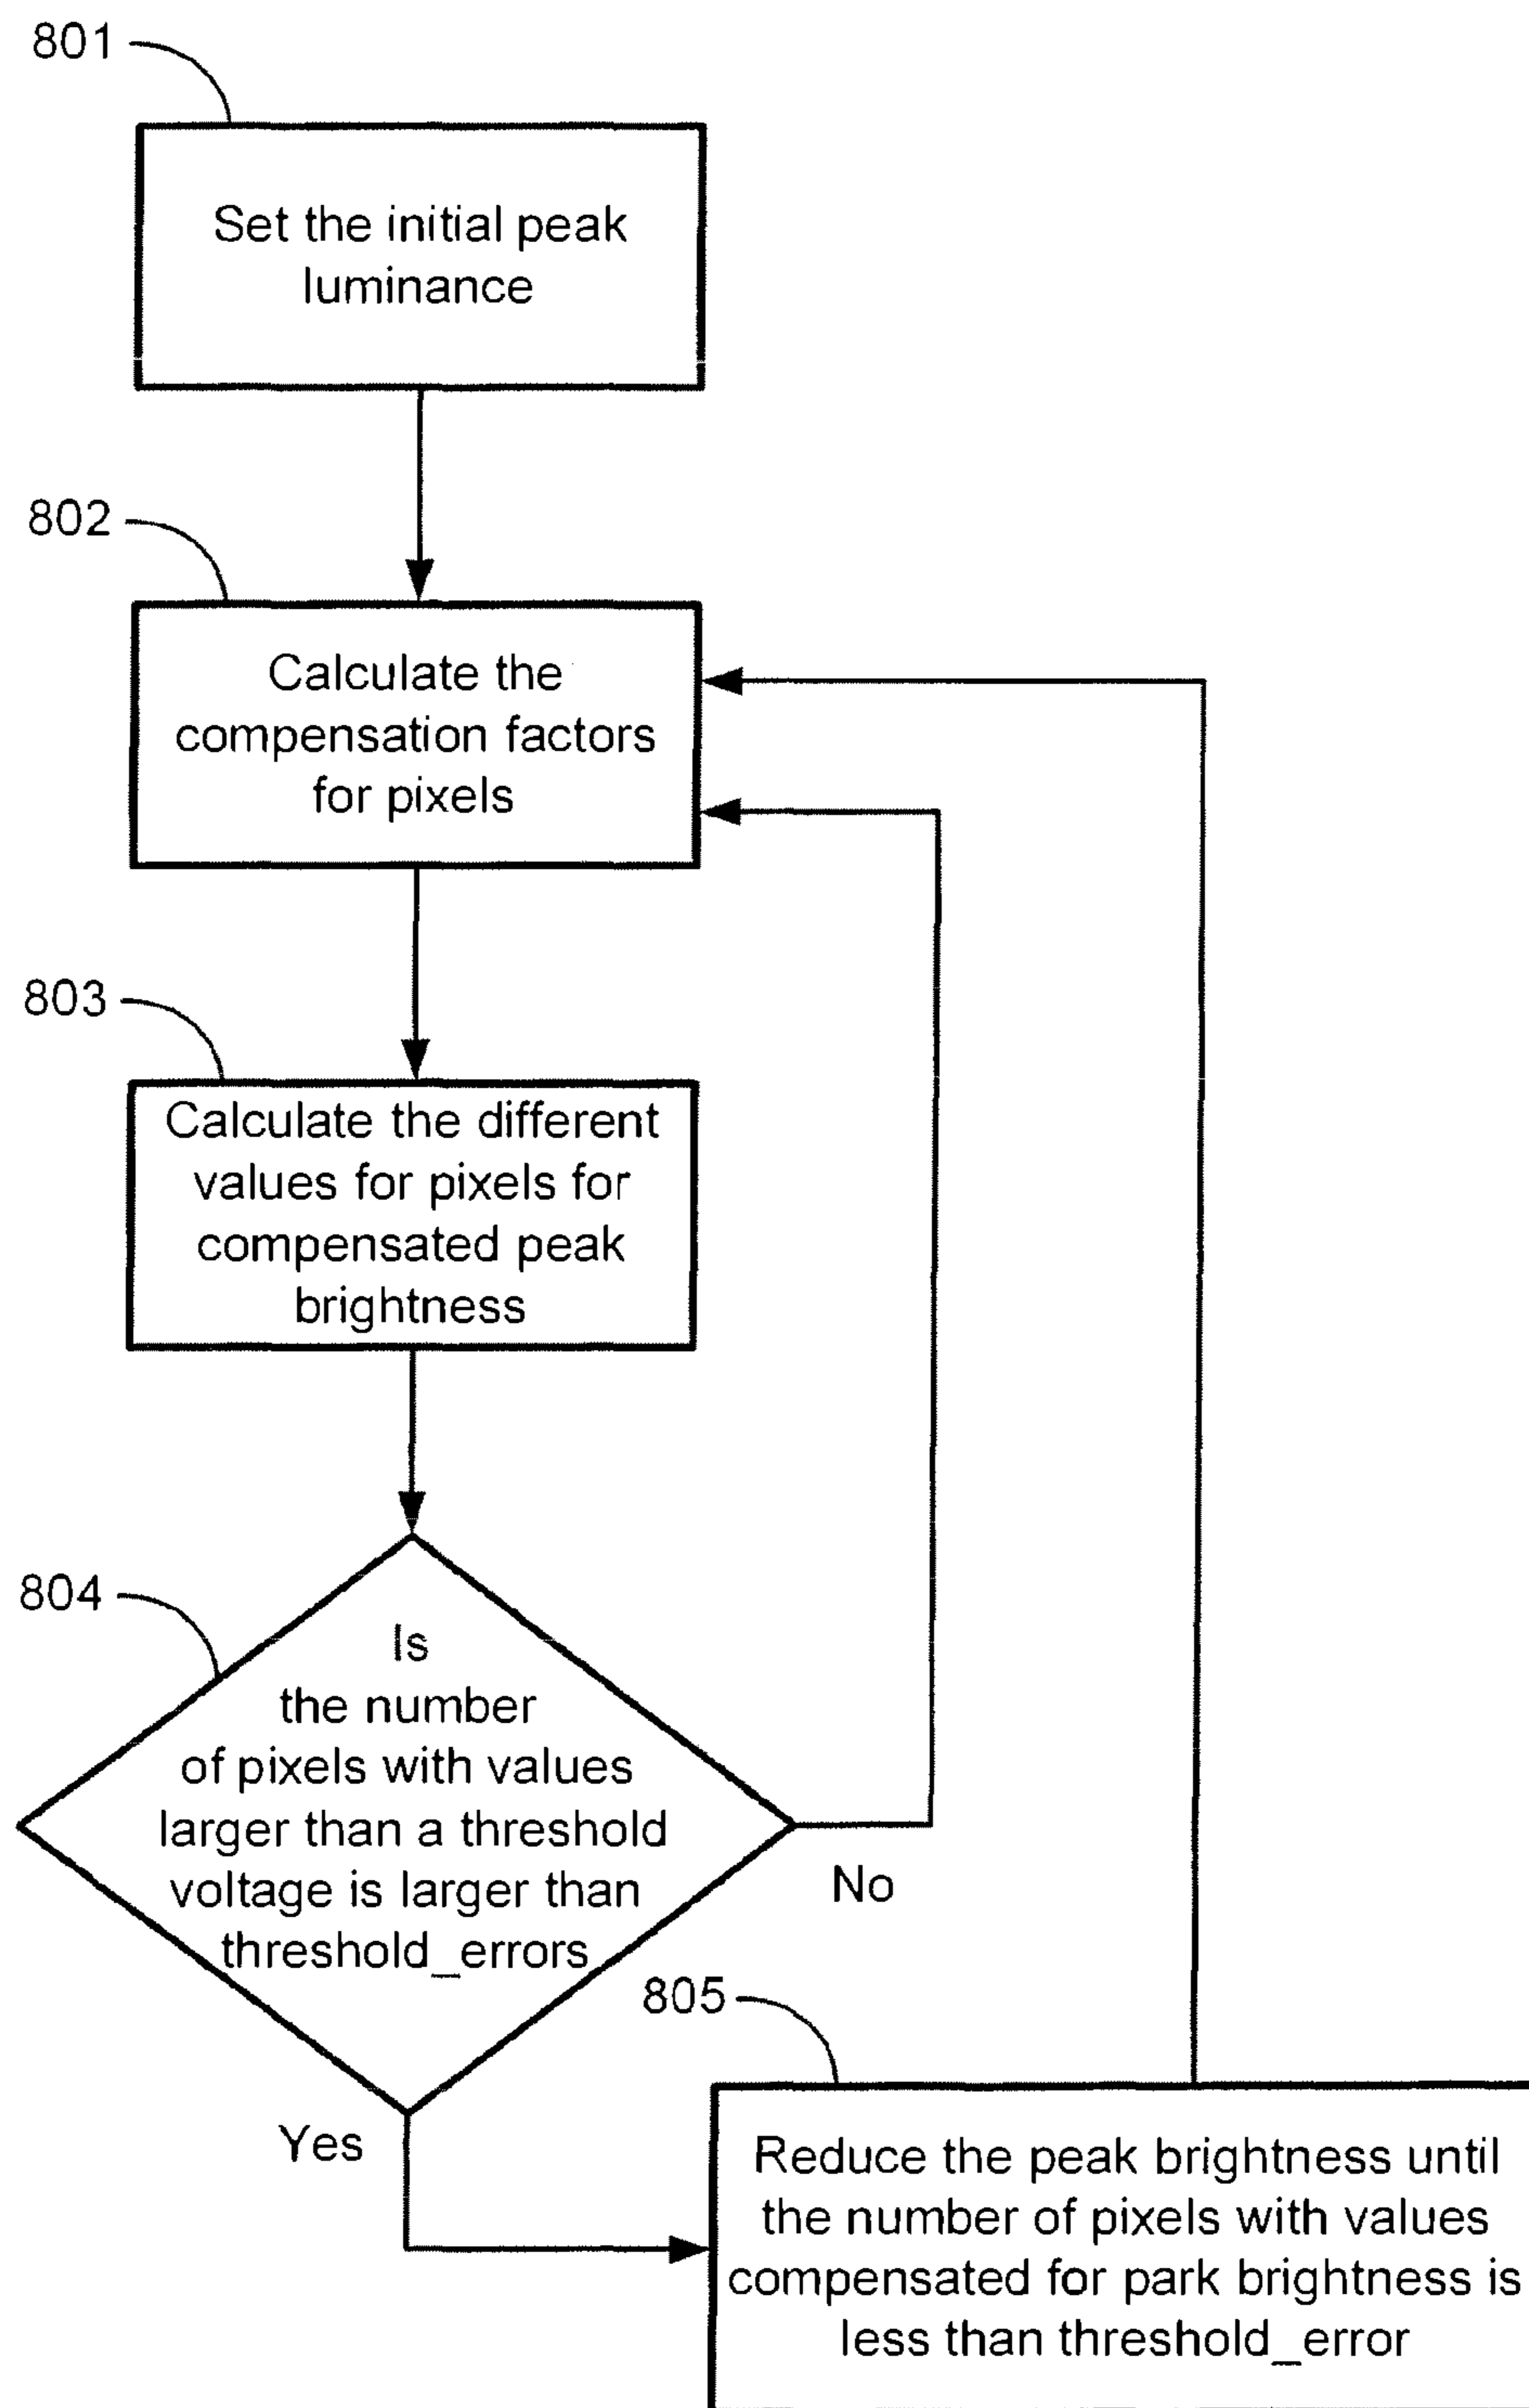 801
Set the initial peak
luminance
802
Calculate the
compensation factors
for pixels
803
Calculate the different
values for pixels for
compensated peak
brightness
804
Is
the number
of pixels with values
larger than a threshold
voltage is larger than
threshold_errors
No
Yes
805
Reduce the peak brightness until
the number of pixels with values
compensated for park brightness is
less than threshold_error